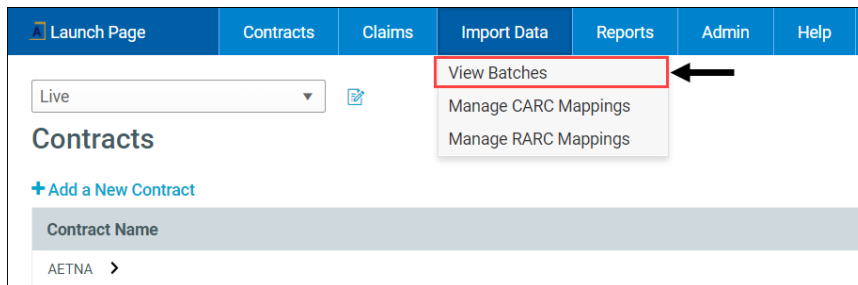 Launch Page Contracts Claims Import Data Reports Admin Help
View Batches
Live
Manage CARC Mappings
Contracts
Manage RARC Mappings
+ Add a New Contract
Contract Name
AETNA >